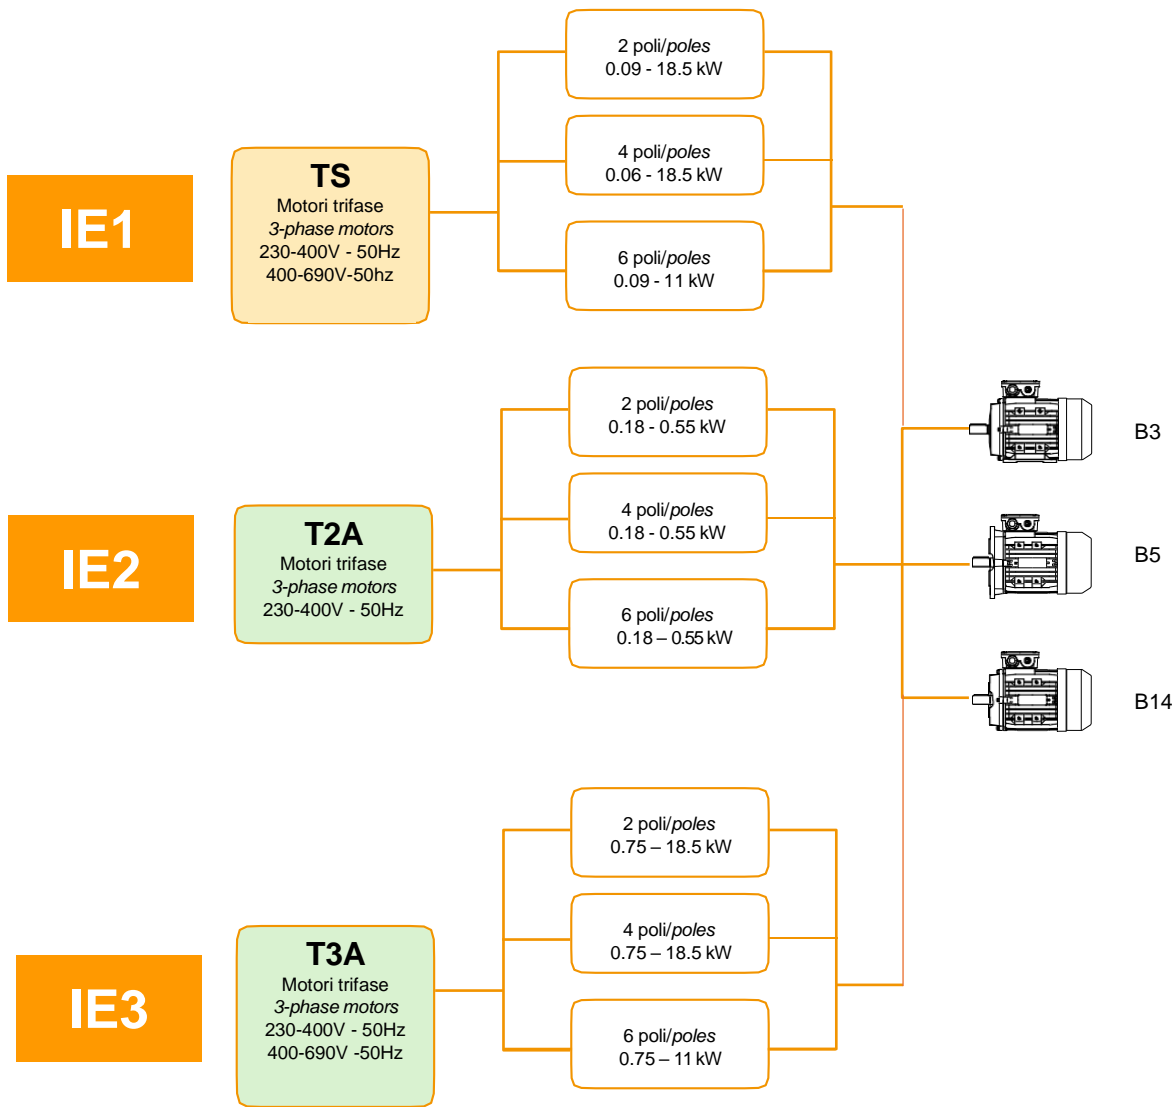 IE1
TS
Motori trifase
3-phase motors
230-400V - 50Hz
400-690V-50hz
2 poli/poles
0.09 - 18.5 kW
4 poli/poles
0.06 - 18.5 kW
6 poli/poles
0.09 - 11 kW
IE2
T2A
Motori trifase
3-phase motors
230-400V - 50Hz
2 poli/poles
0.18 - 0.55 kW
4 poli/poles
0.18 - 0.55 kW
6 poli/poles
0.18 – 0.55 kW
IE3
T3A
Motori trifase
3-phase motors
230-400V - 50Hz
400-690V -50Hz
2 poli/poles
0.75 – 18.5 kW
4 poli/poles
0.75 – 18.5 kW
6 poli/poles
0.75 – 11 kW
B3
B5
B14